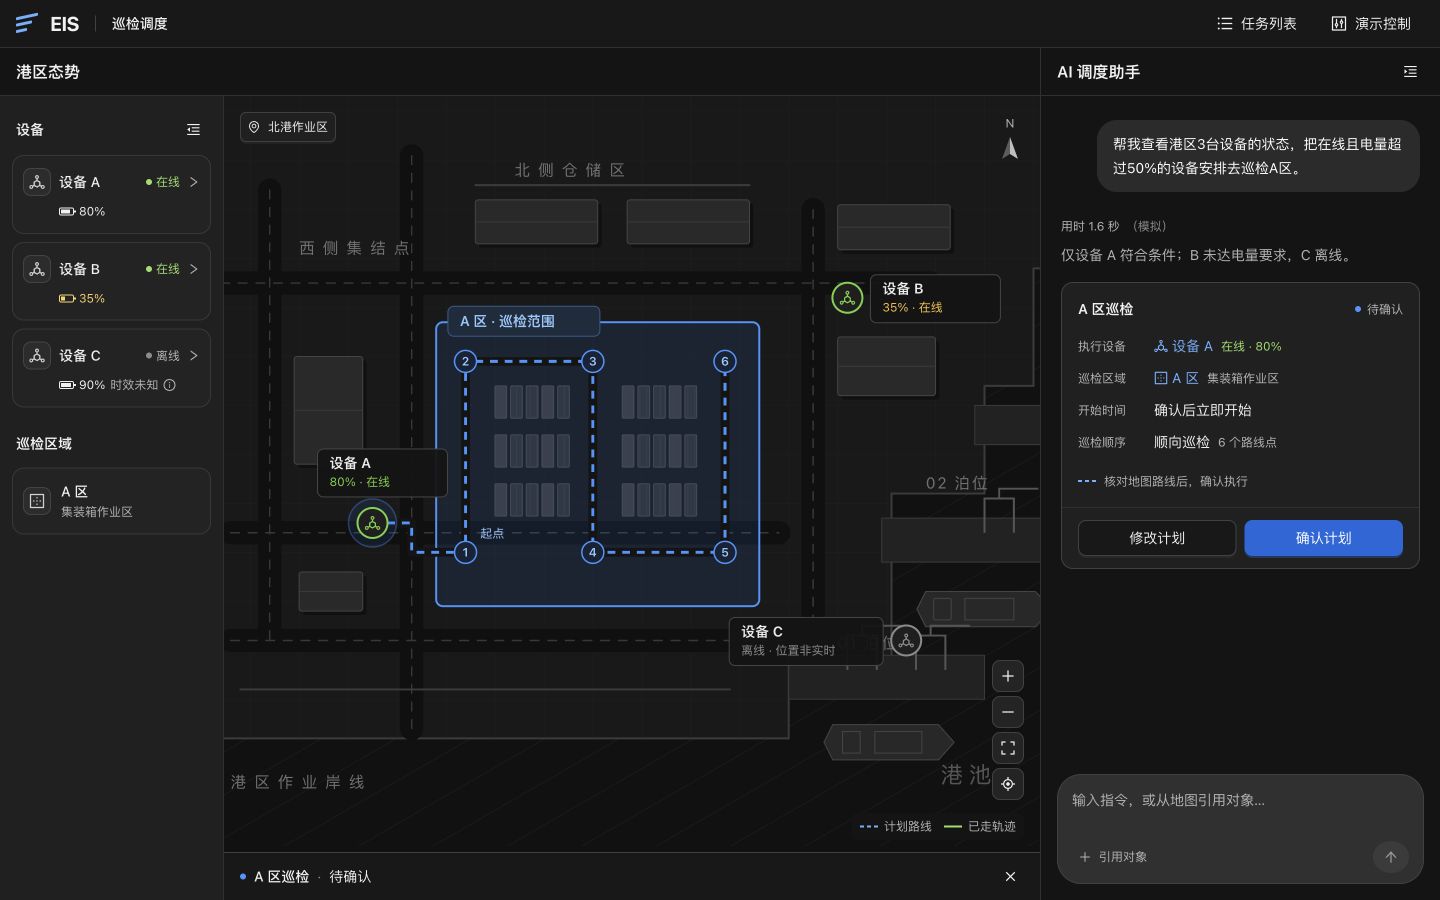 EIS
巡检调度
任务列表
演示控制
港区态势
AI 调度助手
设备
设备 A
在线
80%
设备 B
在线
35%
设备 C
离线
90% 时效未知
巡检区域
A 区
集装箱作业区
北港作业区
N
北侧仓储区
西侧集结点
设备 B
35% · 在线
A 区 · 巡检范围
2
3
6
设备 A
80% · 在线
02 泊位
起点
1
4
5
设备 C
离线 · 位置非实时
位
港池
港区作业岸线
计划路线
已走轨迹
A 区巡检 · 待确认
帮我查看港区3台设备的状态，把在线且电量超
过50%的设备安排去巡检A区。
用时 1.6 秒 （模拟）
仅设备 A 符合条件；B 未达电量要求，C 离线。
A 区巡检
待确认
执行设备 设备 A 在线 · 80%
巡检区域 A 区 集装箱作业区
开始时间 确认后立即开始
巡检顺序 顺向巡检 6 个路线点
核对地图路线后，确认执行
修改计划
确认计划
输入指令，或从地图引用对象...
引用对象